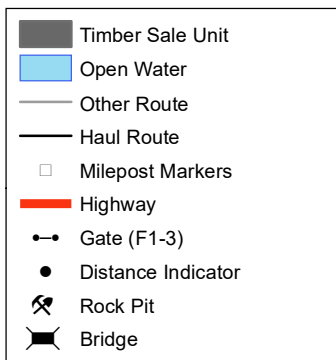 Timber Sale Unit
Open Water
Other Route
Haul Route
Milepost Markers
Highway
Gate (F1-3)
Distance Indicator
Rock Pit
Bridge